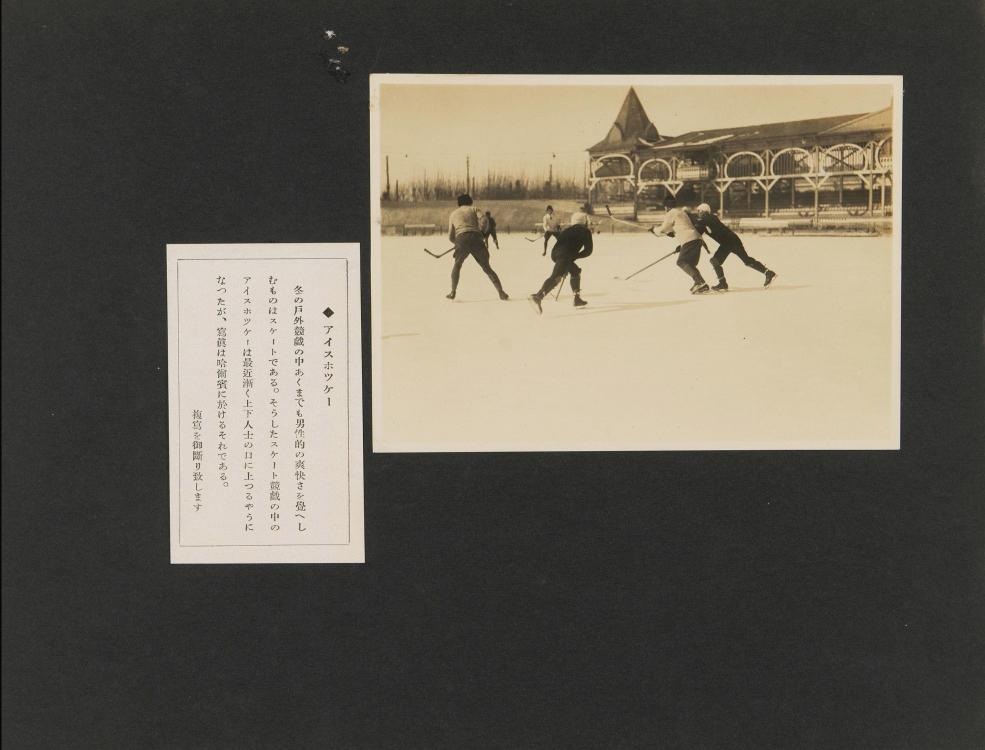 ◆アイスホツケー
冬の戸外競戯の中あくまでも男性的の爽快さを覺へし
むものはスケートである。そうしたスケート競戯の中の
アイスホツケーは最近漸く上下人士の口に上つるやうに
なつたが、寫眞は哈爾賓に於けるそれである。
複寫を御斷り致します